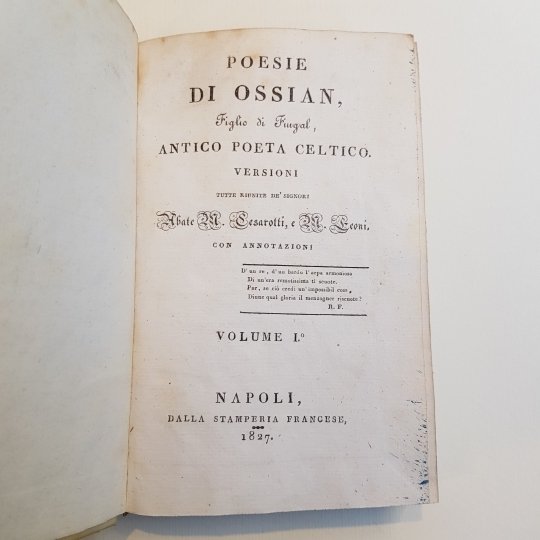 POESIE
DI OSSIAN,
Figlio di Fingal,
ANTICO POETA CELTICO.
VERSIONI
TUTTE RIUNITE DE' SIGNORI
Abate M. Cesarotti, e M. Leoni,
CON ANNOTAZIONI
D' un re, d'un bardo l'arpa armoniosa
Di un'era remotissima ti scuote.
Pur, se ciò credi un'impossibil cosa,
Dimme qual gloria il menzogner riscuote?
R. F.
VOLUME I.º
NAPOLI,
DALLA STAMPERIA FRANCESE,
1827.